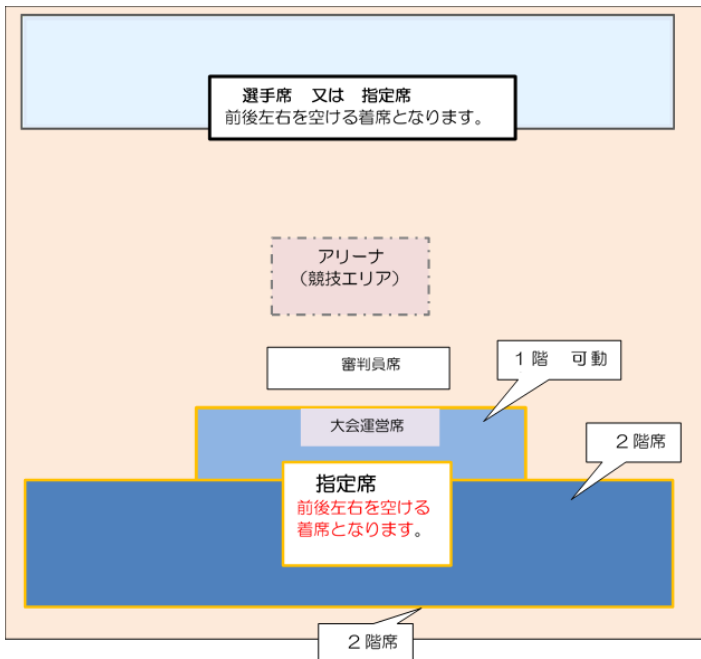 選手席　又は　指定席
前後左右を空ける着席となります。
アリーナ
（競技エリア）
審判員席
１階　可動
大会運営席
２階席
指定席
前後左右を空ける
着席となります。
２階席